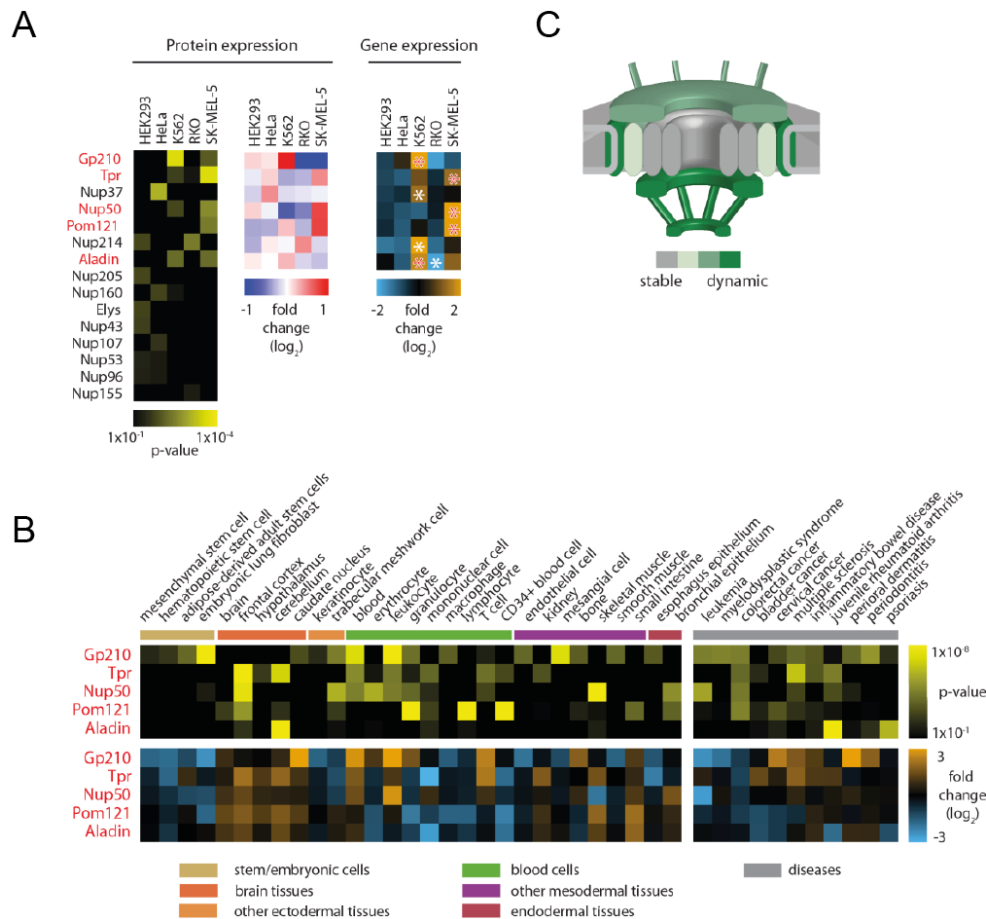 A
Protein expression
Gene expression
HEK293
HeLa
K562
RKO
SK-MEL-5
HEK293
HeLa
K562
RKO
SK-MEL-5
HEK293
HeLa
K562
RKO
SK-MEL-5
Gp210
Tpr
Nup37
Nup50
Pom121
Nup214
Aladin
Nup205
Nup160
Elys
Nup43
Nup107
Nup53
Nup96
Nup155
1x10-1 1x10-4
p-value
-1 fold 1
change
(log2)
-2 fold 2
change
(log2)
*
*
*
*
*
*
*
*
C
stable dynamic
B
mesenchymal stem cell
hematopoietic stem cell
adipose-derived adult stem cells
embryonic lung fibroblast
brain
frontal cortex
hypothalamus
cerebellum
caudate nucleus
keratinocyte
trabecular meshwork cell
blood
erythrocyte
leukocyte
granulocyte
mononuclear cell
macrophage
lymphocyte
T cell
CD34+ blood cell
endothelial cell
kidney cell
mesangial cell
bone
skeletal muscle
smooth muscle
small intestine
esophagus epithelium
bronchial epithelium
leukemia
myelodysplastic syndrome
colorectal cancer
bladder cancer
cervical cancer
multiple sclerosis
inflammatory bowel disease
juvenile rheumatoid arthritis
perioral dermatitis
periodontitis
psoriasis
Gp210
Tpr
Nup50
Pom121
Aladin
1x10-8
p-value
1x10-1
Gp210
Tpr
Nup50
Pom121
Aladin
3
fold
change
(log2)
-3
stem/embryonic cells
brain tissues
other ectodermal tissues
blood cells
other mesodermal tissues
endodermal tissues
diseases